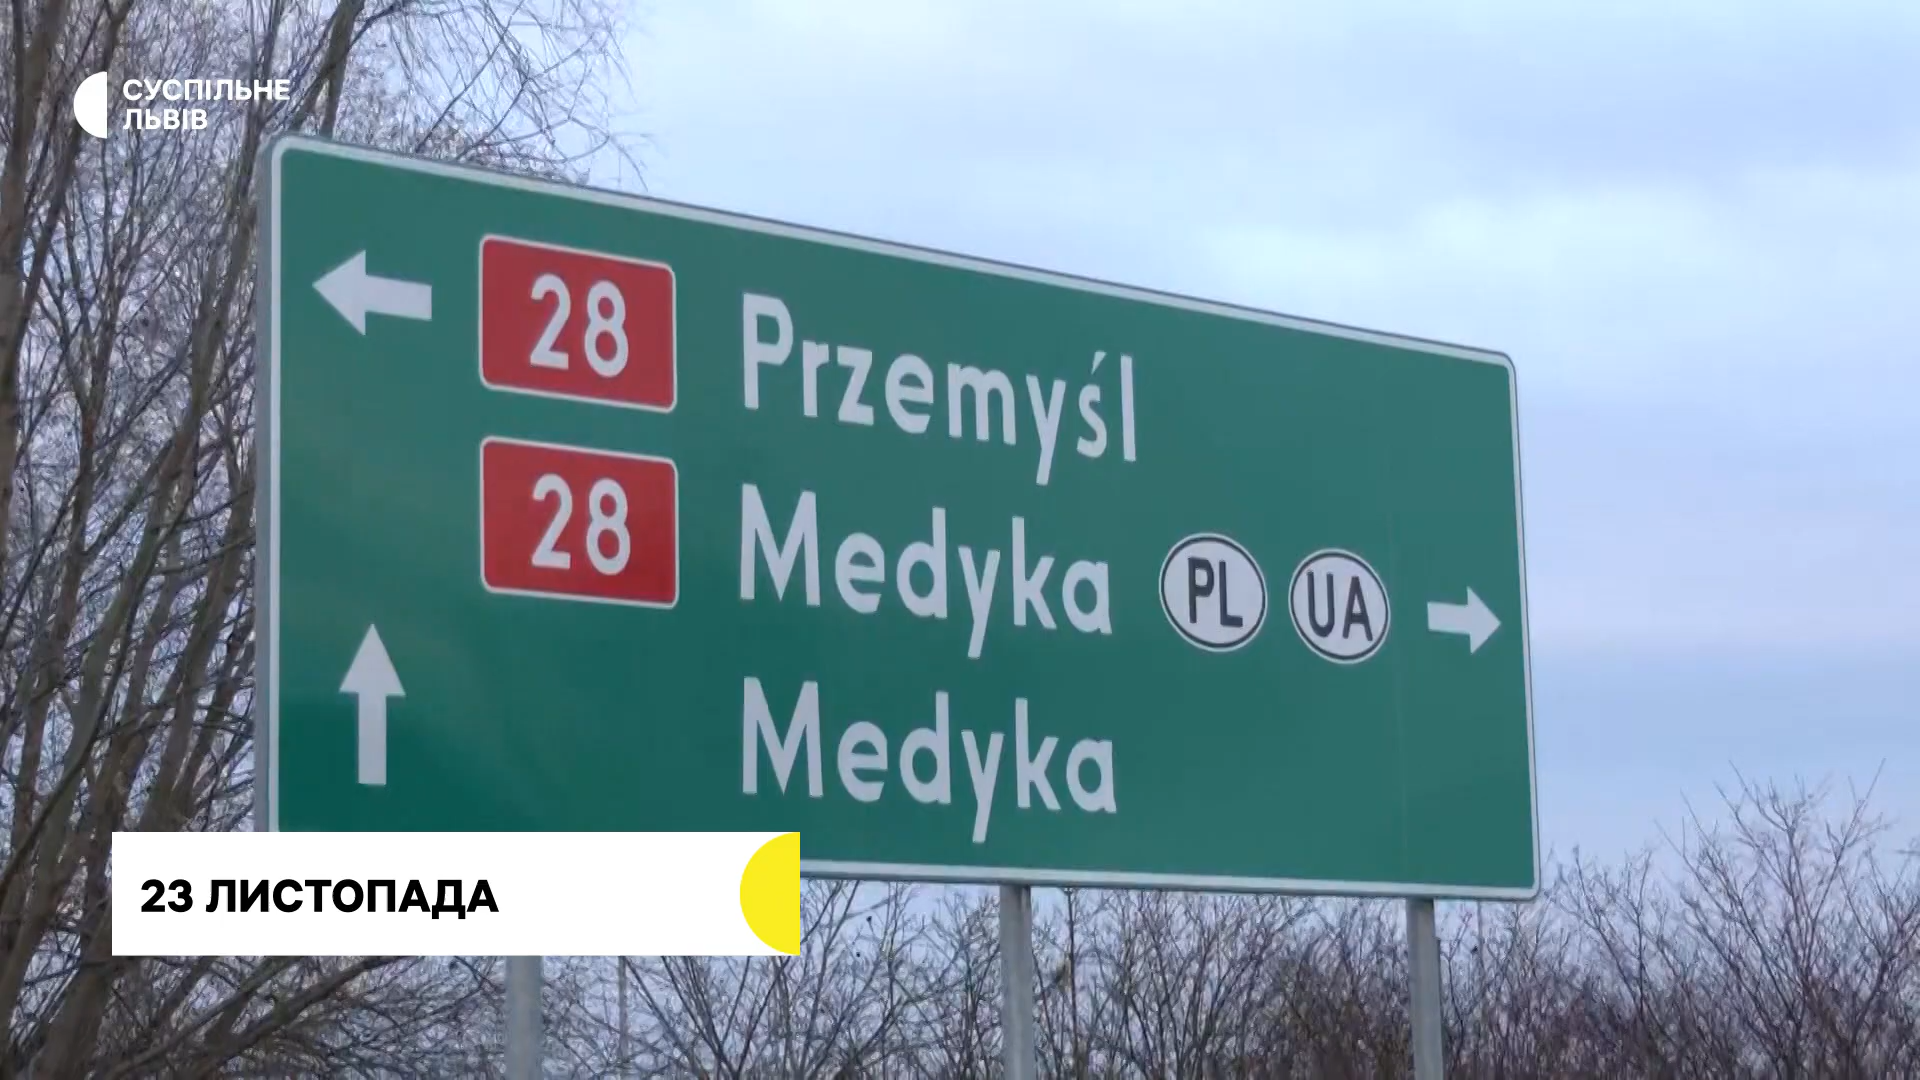 СУСПІЛЬНЕ
ЛЬВІВ
28 Przemyśl
28 Medyka PL UA
Medyka
23 ЛИСТОПАДА